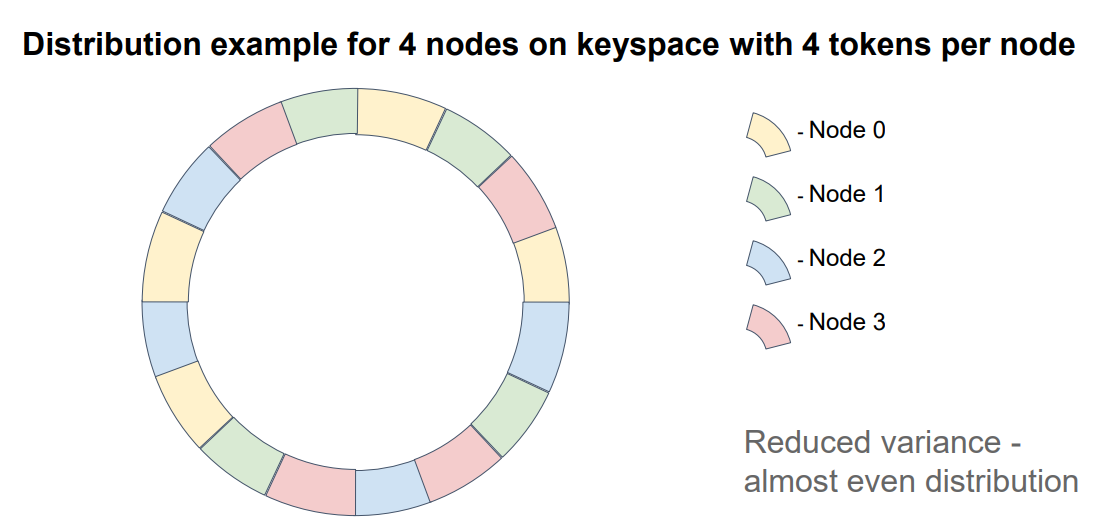 Distribution example for 4 nodes on keyspace with 4 tokens per node
- Node 0
- Node 1
- Node 2
- Node 3
Reduced variance -
almost even distribution